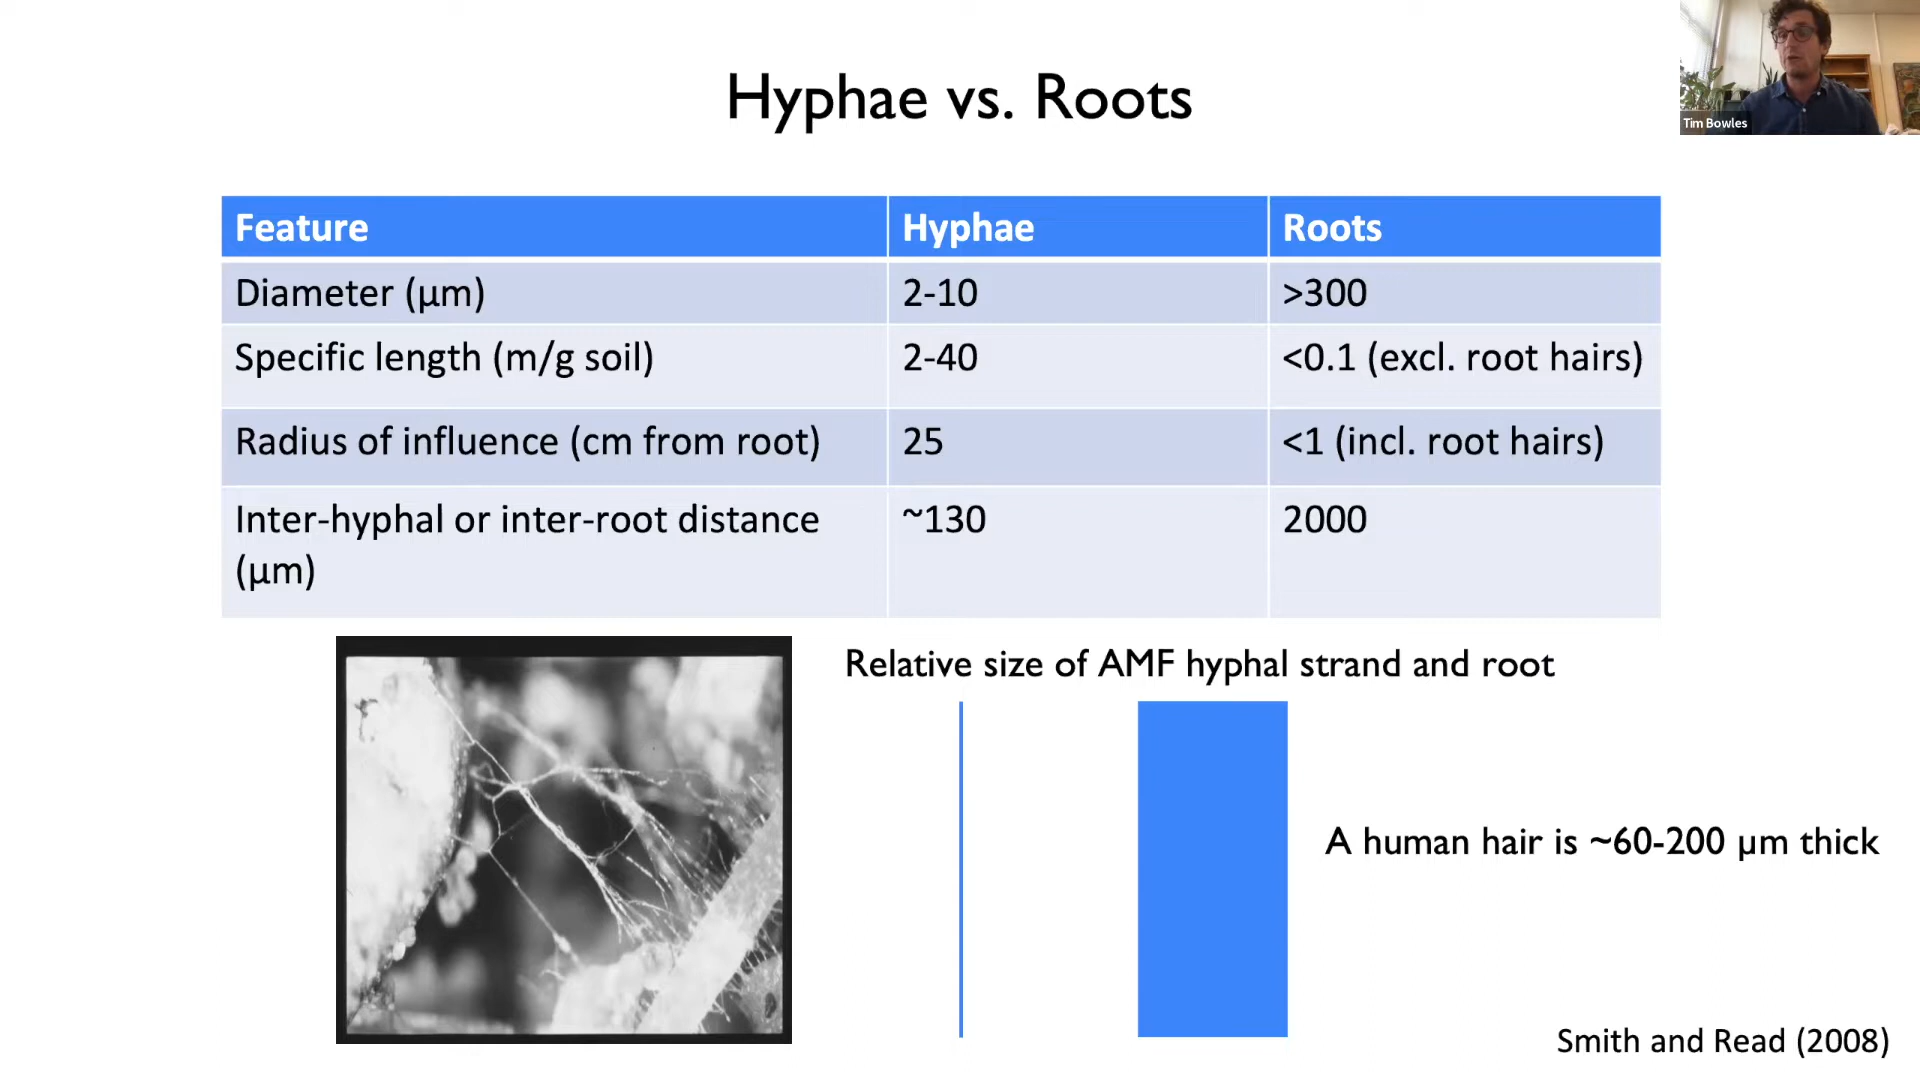 Hyphae vs. Roots
Tim Bowles
Feature Hyphae Roots
Diameter (µm) 2-10 >300
Specific length (m/g soil) 2-40 <0.1 (excl. root hairs)
Radius of influence (cm from root) 25 <1 (incl. root hairs)
Inter-hyphal or inter-root distance ~130 2000
(µm)
Relative size of AMF hyphal strand and root
A human hair is ~60-200 µm thick
Smith and Read (2008)